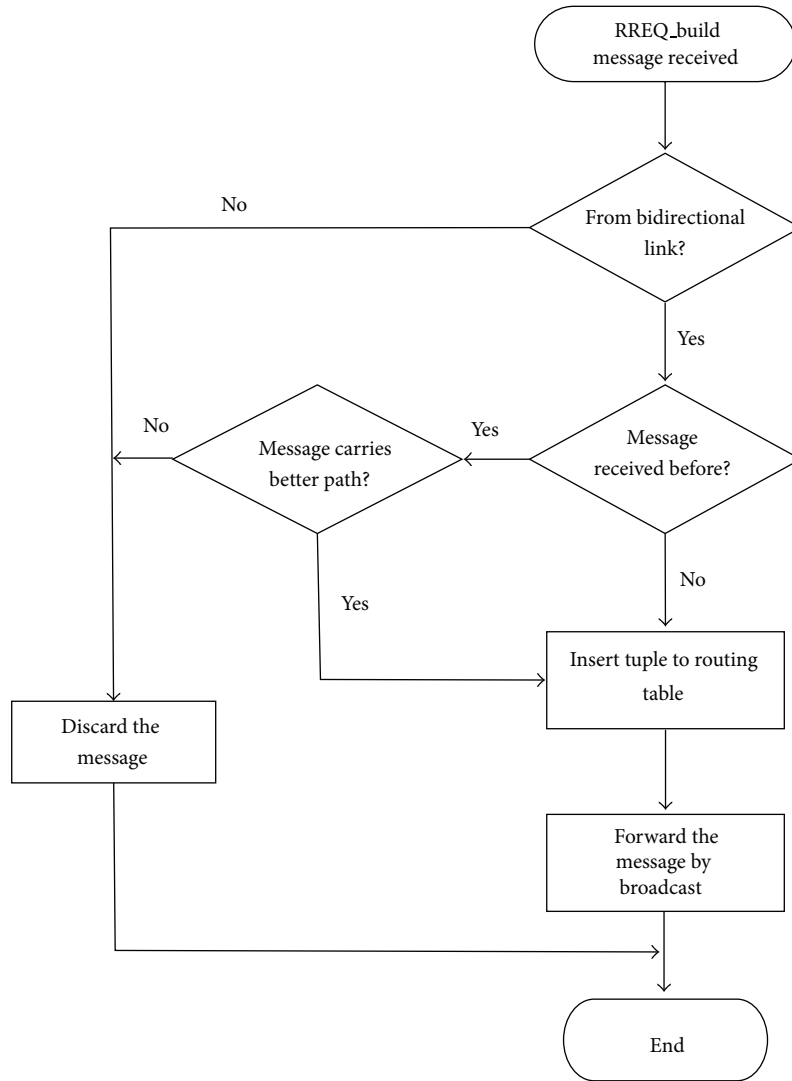 RREQ_build
message received
No
From bidirectional
link?
Yes
No
Message carries
better path?
Yes
Message
received before?
Yes
No
Insert tuple to routing
table
Discard the
message
Forward the
message by
broadcast
End